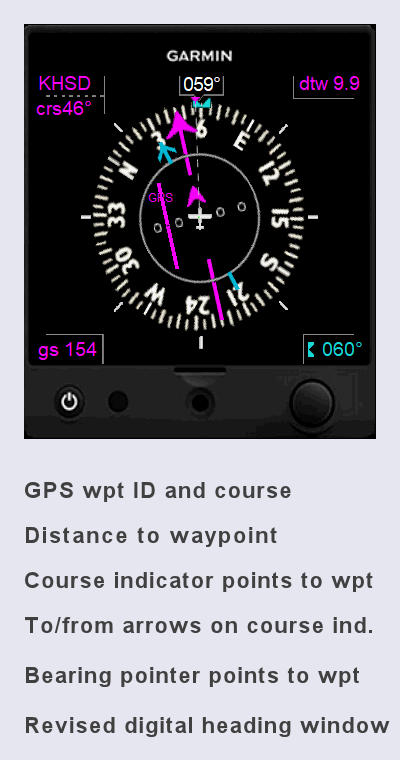 GARMIN
KHSD
059°
dtw 9.9
crs46°
3
6
E
N
12
GPS
33
15
30
S
W
24
21
gs 154
060°
GPS wpt ID and course
Distance to waypoint
Course indicator points to wpt
To/from arrows on course ind.
Bearing pointer points to wpt
Revised digital heading window